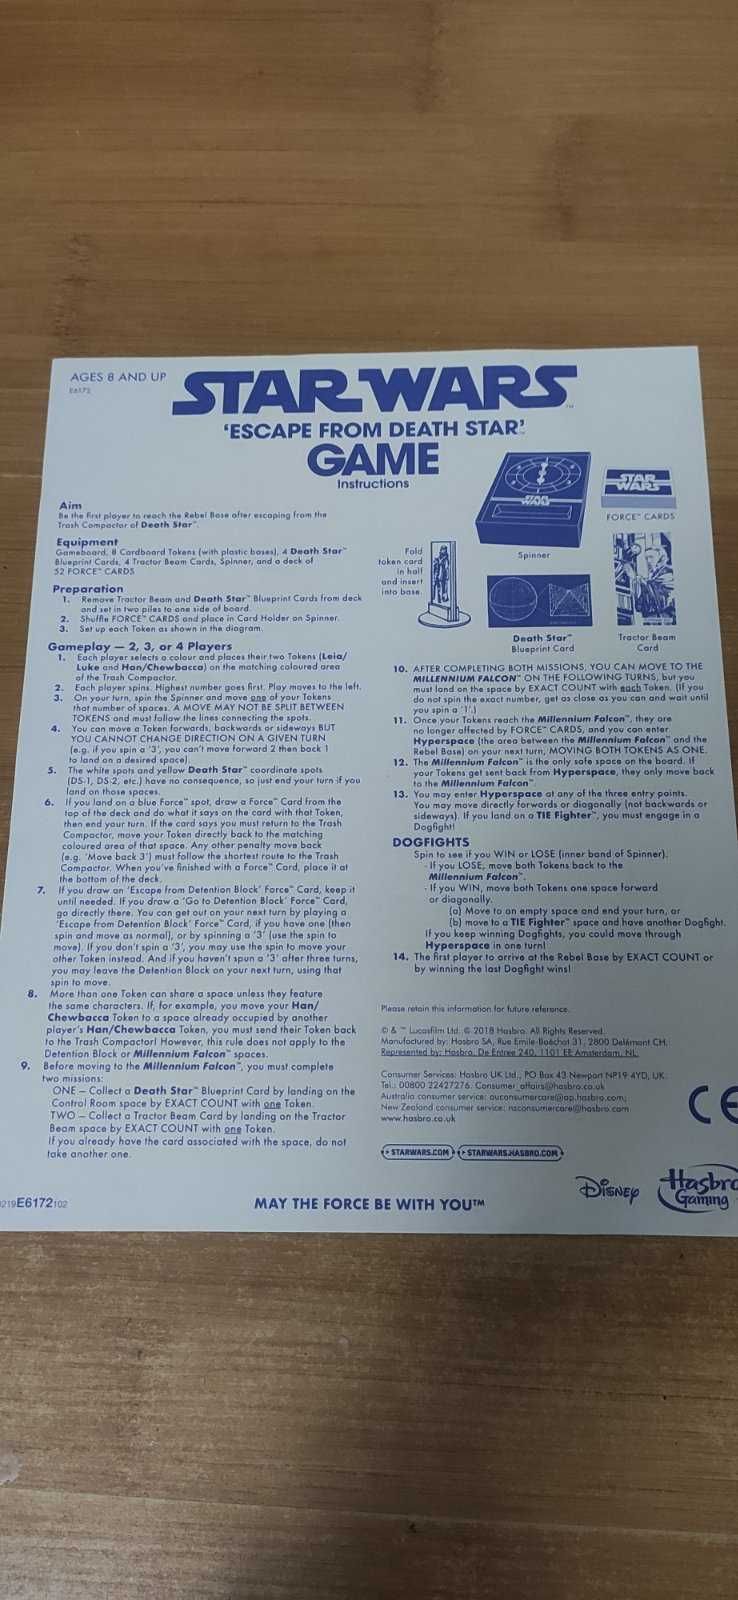 AGES 8 AND UP
E6172
STAR WARS™
‘ESCAPE FROM DEATH STAR’™
GAME
Instructions
Aim
Be the first player to reach the Rebel Base after escaping from the
Trash Compactor of Death Star™.
Equipment
Gameboard, 8 Cardboard Tokens (with plastic bases), 4 Death Star™
Blueprint Cards, 4 Tractor Beam Cards, Spinner, and a deck of
52 FORCE™ CARDS
Preparation
1. Remove Tractor Beam and Death Star™ Blueprint Cards from deck
and set in two piles to one side of board.
2. Shuffle FORCE™ CARDS and place in Card Holder on Spinner.
3. Set up each Token as shown in the diagram.
Gameplay — 2, 3, or 4 Players
1. Each player selects a colour and places their two Tokens (Leia/
Luke and Han/Chewbacca) on the matching coloured area
of the Trash Compactor.
2. Each player spins. Highest number goes first. Play moves to the left.
3. On your turn, spin the Spinner and move one of your Tokens
that number of spaces. A MOVE MAY NOT BE SPLIT BETWEEN
TOKENS and must follow the lines connecting the spots.
4. You can move a Token forwards, backwards or sideways BUT
YOU CANNOT CHANGE DIRECTION ON A GIVEN TURN
(e.g. if you spin a ‘3’, you can’t move forward 2 then back 1
to land on a desired space).
5. The white spots and yellow Death Star™ coordinate spots
(DS-1, DS-2, etc.) have no consequence, so just end your turn if you
land on those spaces.
6. If you land on a blue Force™ spot, draw a Force™ Card from the
top of the deck and do what it says on the card with that Token,
then end your turn. If the card says you must return to the Trash
Compactor, move your Token directly back to the matching
coloured area of that space. Any other penalty move back
(e.g. ‘Move back 3’) must follow the shortest route to the Trash
Compactor. When you’ve finished with a Force™ Card, place it at
the bottom of the deck.
7. If you draw an ‘Escape from Detention Block’ Force™ Card, keep it
until needed. If you draw a ‘Go to Detention Block’ Force™ Card,
go directly there. You can get out on your next turn by playing a
‘Escape from Detention Block’ Force™ Card, if you have one (then
spin and move as normal), or by spinning a ‘3’ (use the spin to
move). If you don’t spin a ‘3’, you may use the spin to move your
other Token instead. And if you haven’t spun a ‘3’ after three turns,
you may leave the Detention Block on your next turn, using that
spin to move.
8. More than one Token can share a space unless they feature
the same characters. If, for example, you move your Han/
Chewbacca Token to a space already occupied by another
player’s Han/Chewbacca Token, you must send their Token back
to the Trash Compactor! However, this rule does not apply to the
Detention Block or Millennium Falcon™ spaces.
9. Before moving to the Millennium Falcon™, you must complete
two missions:
ONE — Collect a Death Star™ Blueprint Card by landing on the
Control Room space by EXACT COUNT with one Token.
TWO — Collect a Tractor Beam Card by landing on the Tractor
Beam space by EXACT COUNT with one Token.
If you already have the card associated with the space, do not
take another one.
STAR WARS
Spinner
STAR WARS
FORCE™ CARDS
Fold
token card
in half
and insert
into base.
Death Star™
Blueprint Card
Tractor Beam
Card
10. AFTER COMPLETING BOTH MISSIONS, YOU CAN MOVE TO THE
MILLENNIUM FALCON™ ON THE FOLLOWING TURNS, but you
must land on the space by EXACT COUNT with each Token. (If you
do not spin the exact number, get as close as you can and wait until
you spin a ‘1’.)
11. Once your Tokens reach the Millennium Falcon™, they are
no longer affected by FORCE™ CARDS, and you can enter
Hyperspace (the area between the Millennium Falcon™ and the
Rebel Base) on your next turn, MOVING BOTH TOKENS AS ONE.
12. The Millennium Falcon™ is the only safe space on the board. If
your Tokens get sent back from Hyperspace, they only move back
to the Millennium Falcon™.
13. You may enter Hyperspace at any of the three entry points.
You may move directly forwards or diagonally (not backwards or
sideways). If you land on a TIE Fighter™, you must engage in a
Dogfight!
DOGFIGHTS
Spin to see if you WIN or LOSE (inner band of Spinner).
- If you LOSE, move both Tokens back to the
Millennium Falcon™.
- If you WIN, move both Tokens one space forward
or diagonally.
(a) Move to an empty space and end your turn, or
(b) move to a TIE Fighter™ space and have another Dogfight.
If you keep winning Dogfights, you could move through
Hyperspace in one turn!
14. The first player to arrive at the Rebel Base by EXACT COUNT or
by winning the last Dogfight wins!
Please retain this information for future reference.
© & ™ Lucasfilm Ltd. © 2018 Hasbro. All Rights Reserved.
Manufactured by: Hasbro SA, Rue Emile-Boéchat 31, 2800 Delémont CH.
Represented by: Hasbro, De Entree 240, 1101 EE Amsterdam, NL.
Consumer Services: Hasbro UK Ltd., PO Box 43 Newport NP19 4YD, UK.
Tel.: 00800 22427276. Consumer_affairs@hasbro.co.uk
Australia consumer service: auconsumercare@ap.hasbro.com;
New Zealand consumer service: nzconsumercare@hasbro.com
www.hasbro.co.uk
CE
STARWARS.COM STARWARS.HASBRO.COM
0219E6172102
MAY THE FORCE BE WITH YOU™
Disney
Hasbro
Gaming